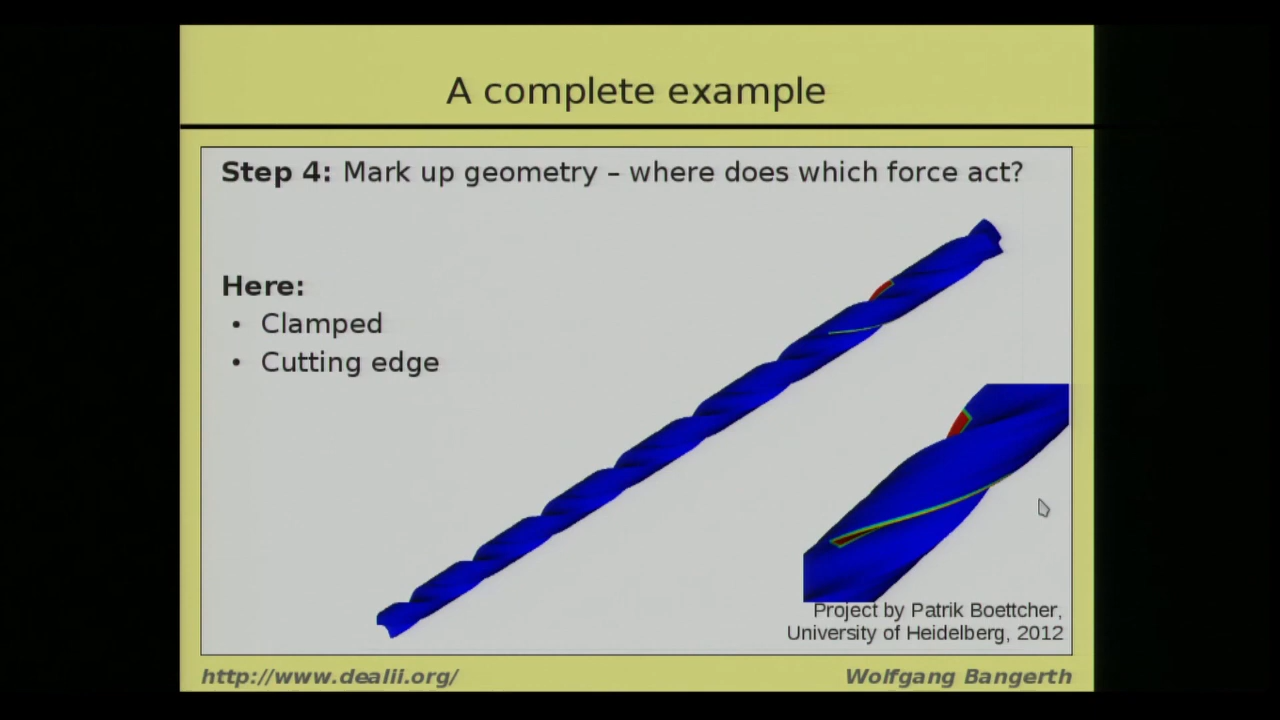 A complete example
Step 4: Mark up geometry – where does which force act?
Here:
• Clamped
• Cutting edge
Project by Patrik Boettcher,
University of Heidelberg, 2012
http://www.dealii.org/
Wolfgang Bangerth